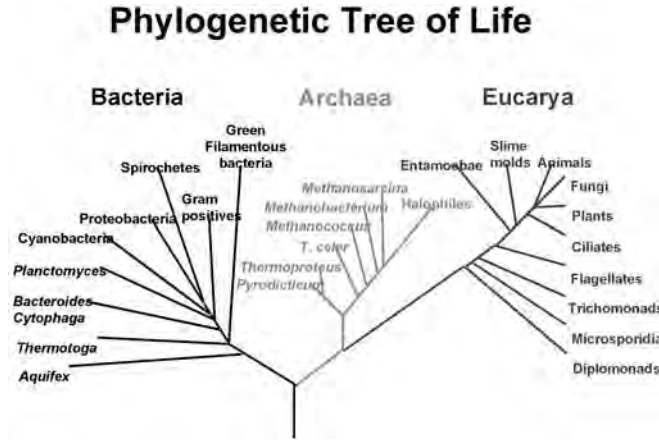 Phylogenetic Tree of Life
Bacteria
Archaea
Eucarya
Green
Filamentous
bacteria
Spirochetes
Gram
positives
Proteobacteria
Cyanobacteria
Planctomyces
Bacteroides
Cytophaga
Thermotoga
Aquifex
Methanosarcina
Methanobacterium
Halophiles
Methanococcus
T. celer
Thermoproteus
Pyrodicticum
Entamoebae
Slime
molds
Animals
Fungi
Plants
Ciliates
Flagellates
Trichomonads
Microsporidia
Diplomonads